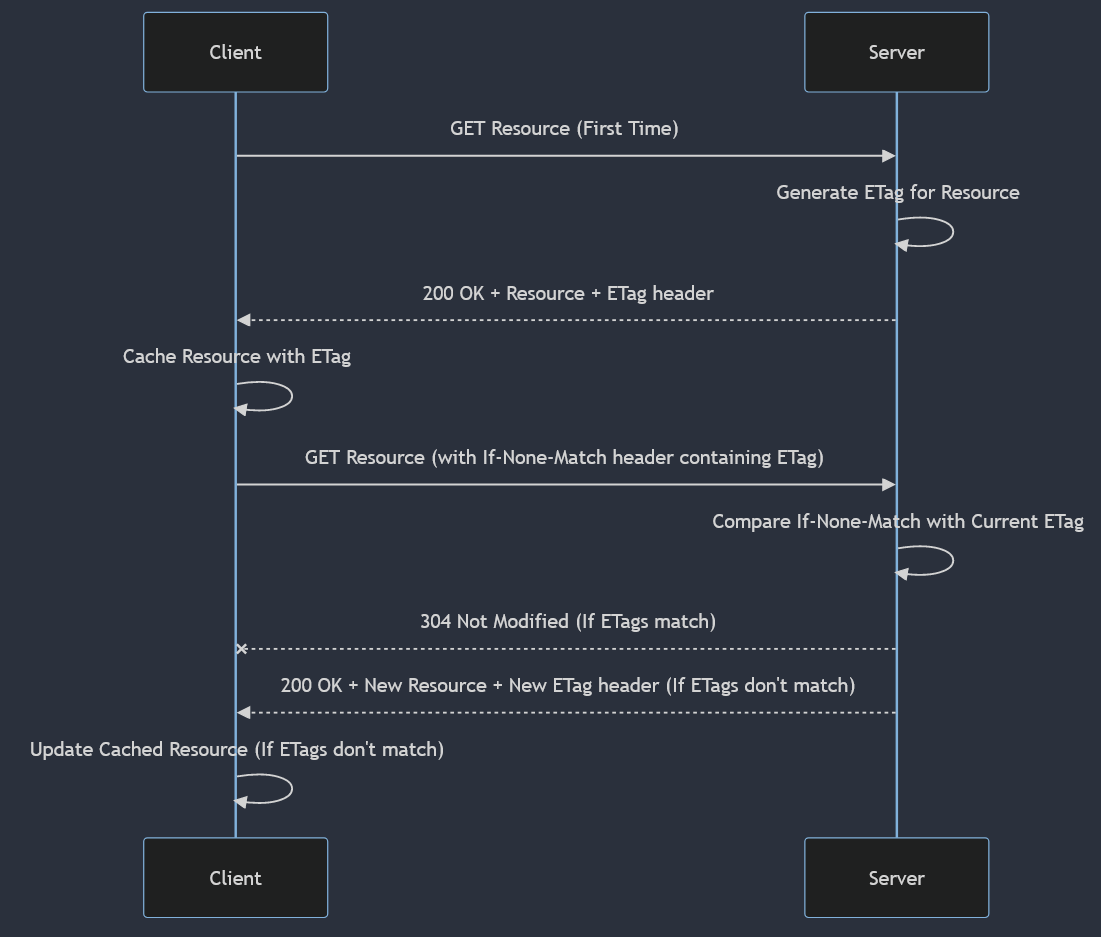 Client
Server
GET Resource (First Time)
Generate ETag for Resource
200 OK + Resource + ETag header
Cache Resource with ETag
GET Resource (with If-None-Match header containing ETag)
Compare If-None-Match with Current ETag
304 Not Modified (If ETags match)
200 OK + New Resource + New ETag header (If ETags don't match)
Update Cached Resource (If ETags don't match)
Client
Server